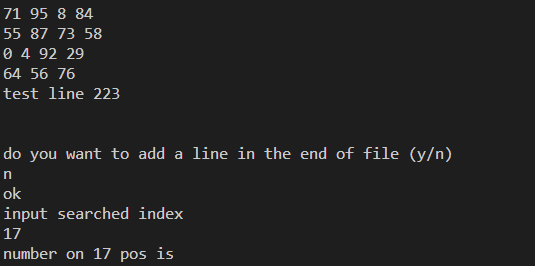 71 95 8 84
55 87 73 58
0 4 92 29
64 56 76
test line 223
do you want to add a line in the end of file (y/n)
n
ok
input searched index
17
number on 17 pos is